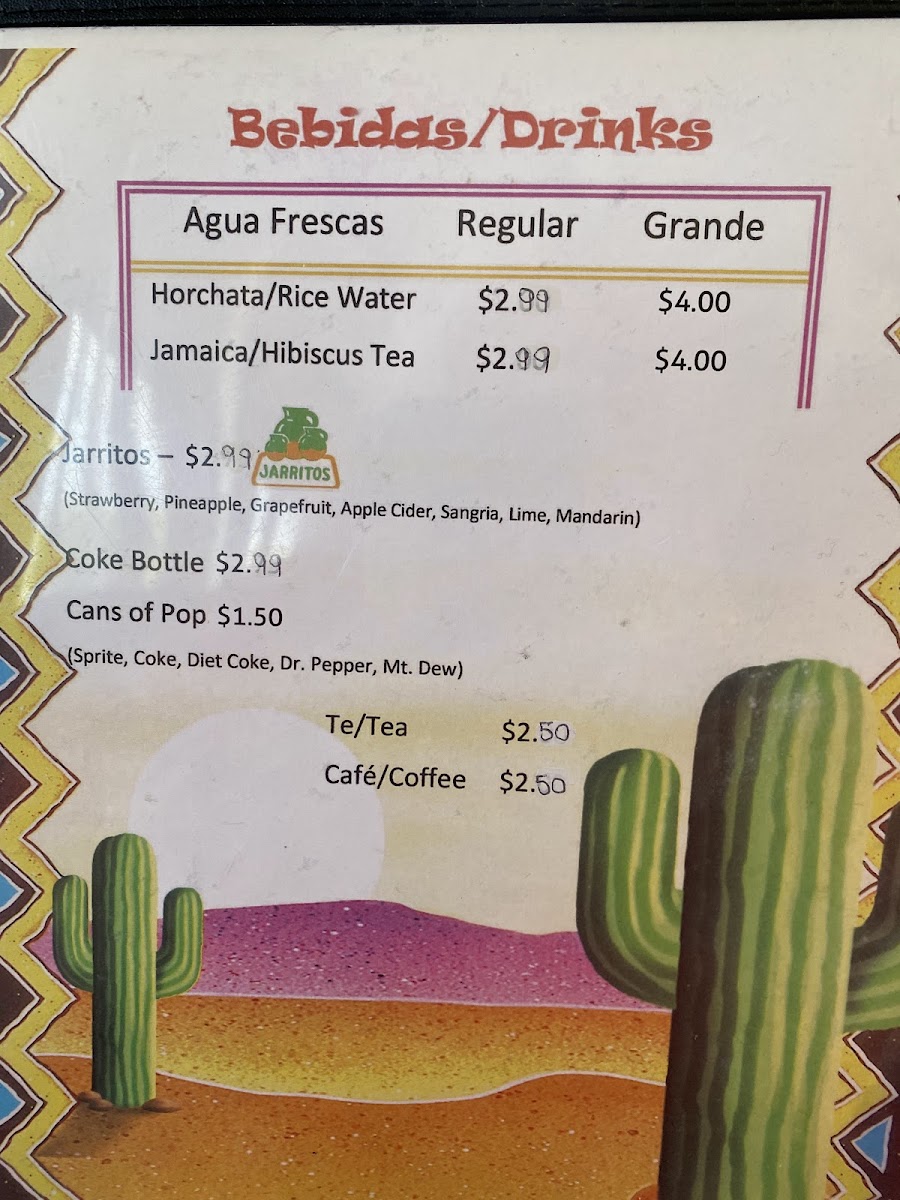 Bebidas/Drinks
Agua Frescas Regular Grande
Horchata/Rice Water $2.99 $4.00
Jamaica/Hibiscus Tea $2.99 $4.00
Jarritos – $2.99 JARRITOS
(Strawberry, Pineapple, Grapefruit, Apple Cider, Sangria, Lime, Mandarin)
Coke Bottle $2.99
Cans of Pop $1.50
(Sprite, Coke, Diet Coke, Dr. Pepper, Mt. Dew)
Te/Tea $2.50
Café/Coffee $2.50